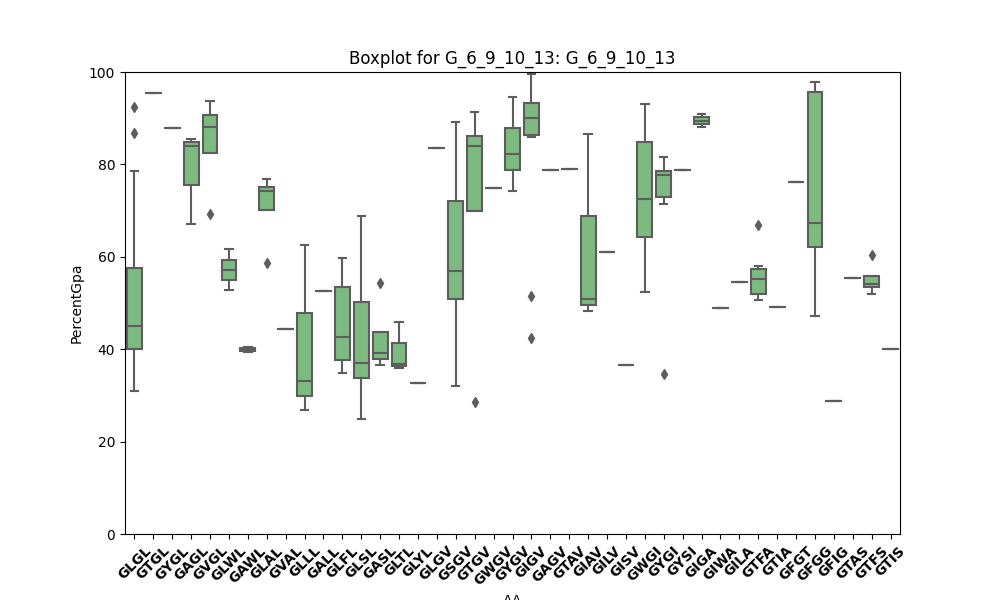 Boxplot for G_6_9_10_13: G_6_9_10_13
PercentGpa
100
80
60
40
20
0
GLGL
GTGL
GYGL
GAGL
GVGL
GLWL
GAWL
GLAL
GVAL
GLLL
GALL
GLFL
GLSL
GASL
GLTL
GLYL
GLGV
GSGV
GTGV
GWGV
GYGV
GIGV
GAGV
GTAV
GIAV
GILV
GISV
GWGI
GYGI
GYSI
GIGA
GIWA
GILA
GTFA
GTIA
GFGT
GFGG
GFIG
GTAS
GTFS
GTIS